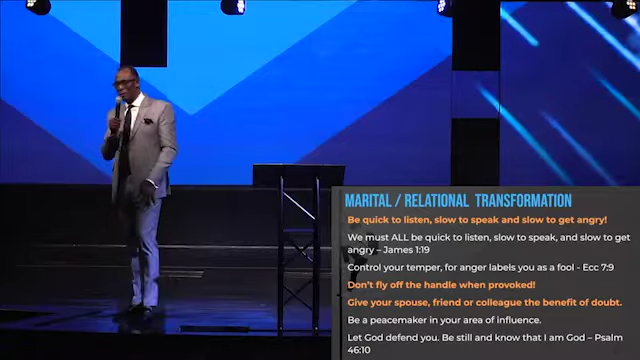 MARITAL / RELATIONAL TRANSFORMATION
Be quick to listen, slow to speak and slow to get angry!
We must ALL be quick to listen, slow to speak, and slow to get
angry – James 1:19
Control your temper, for anger labels you as a fool - Ecc 7:9
Don't fly off the handle when provoked!
Give your spouse, friend or colleague the benefit of doubt.
Be a peacemaker in your area of influence.
Let God defend you. Be still and know that I am God – Psalm
46:10